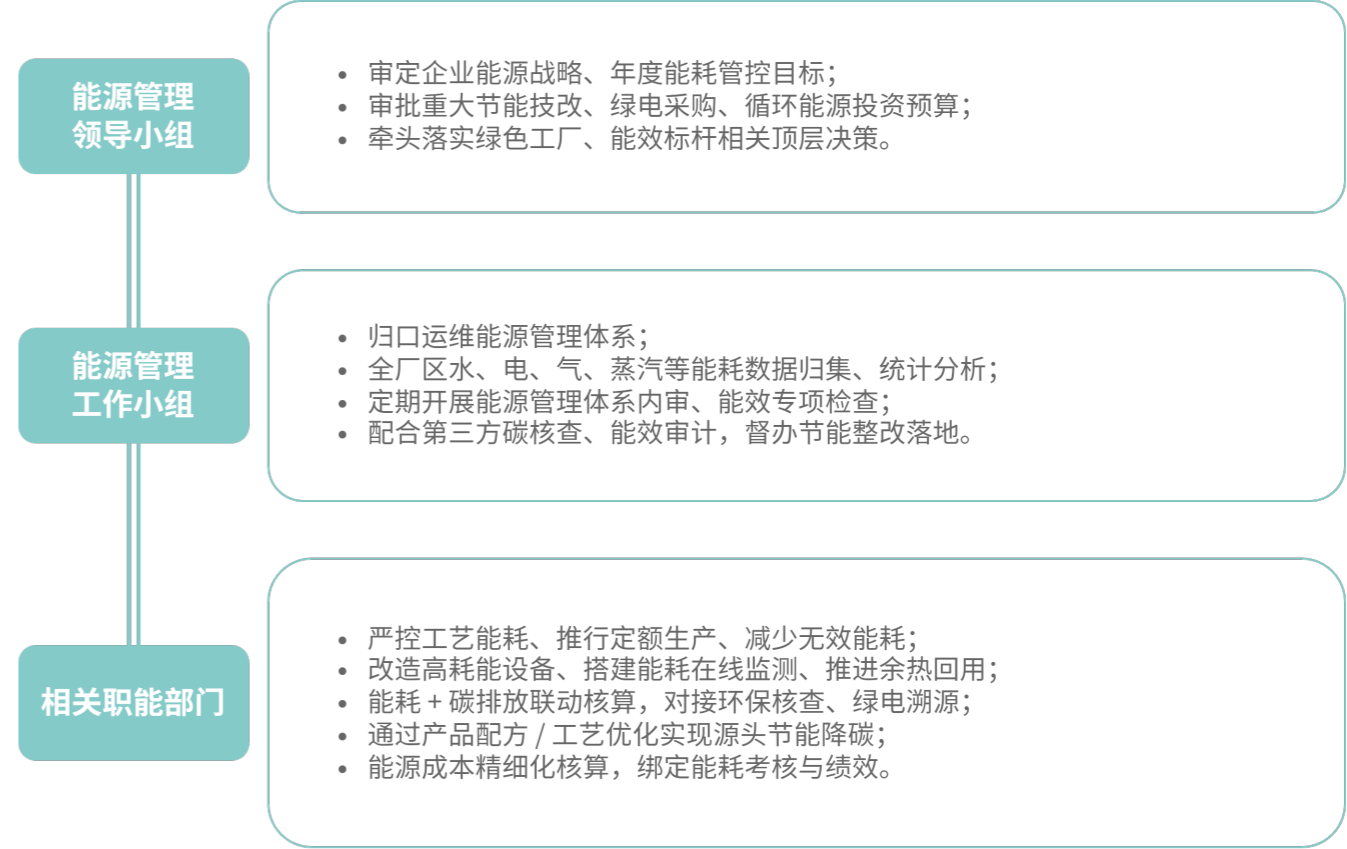 能源管理
领导小组
• 审定企业能源战略、年度能耗管控目标；
• 审批重大节能技改、绿电采购、循环能源投资预算；
• 牵头落实绿色工厂、能效标杆相关顶层决策。
能源管理
工作小组
• 归口运维能源管理体系；
• 全厂区水、电、气、蒸汽等能耗数据归集、统计分析；
• 定期开展能源管理体系内审、能效专项检查；
• 配合第三方碳核查、能效审计，督办节能整改落地。
相关职能部门
• 严控工艺能耗、推行定额生产、减少无效能耗；
• 改造高耗能设备、搭建能耗在线监测、推进余热回用；
• 能耗 + 碳排放联动核算，对接环保核查、绿电溯源；
• 通过产品配方 / 工艺优化实现源头节能降碳；
• 能源成本精细化核算，绑定能耗考核与绩效。